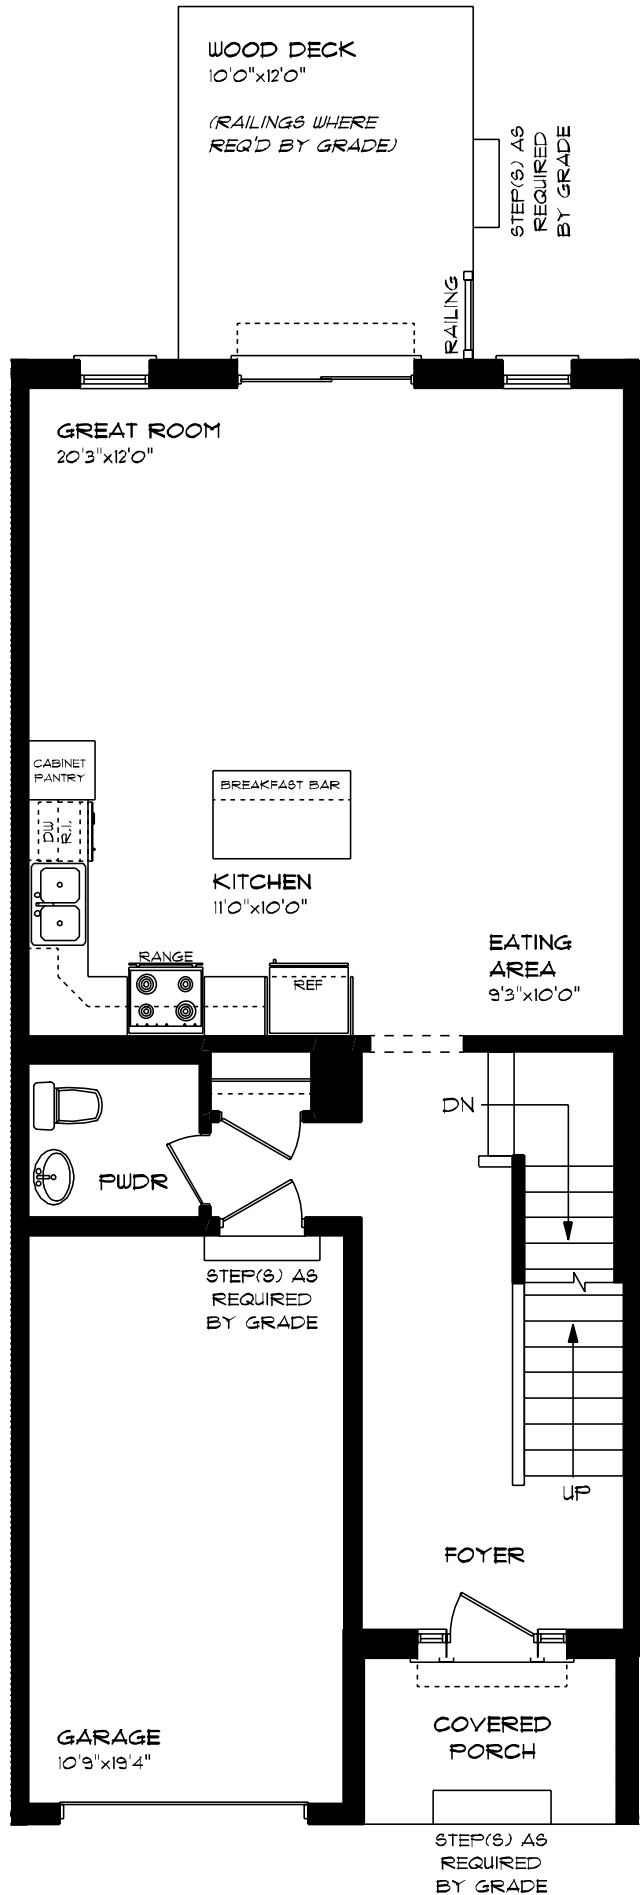 WOOD DECK
10'0"x12'0"
(RAILINGS WHERE
REQ'D BY GRADE)
STEP(S) AS
REQUIRED
BY GRADE
RAILING
GREAT ROOM
20'3"x12'0"
CABINET
PANTRY
DW
R.I.
BREAKFAST BAR
KITCHEN
11'0"x10'0"
RANGE
REF
EATING
AREA
9'3"x10'0"
DN
PWDR
STEP(S) AS
REQUIRED
BY GRADE
UP
FOYER
GARAGE
10'9"x19'4"
COVERED
PORCH
STEP(S) AS
REQUIRED
BY GRADE